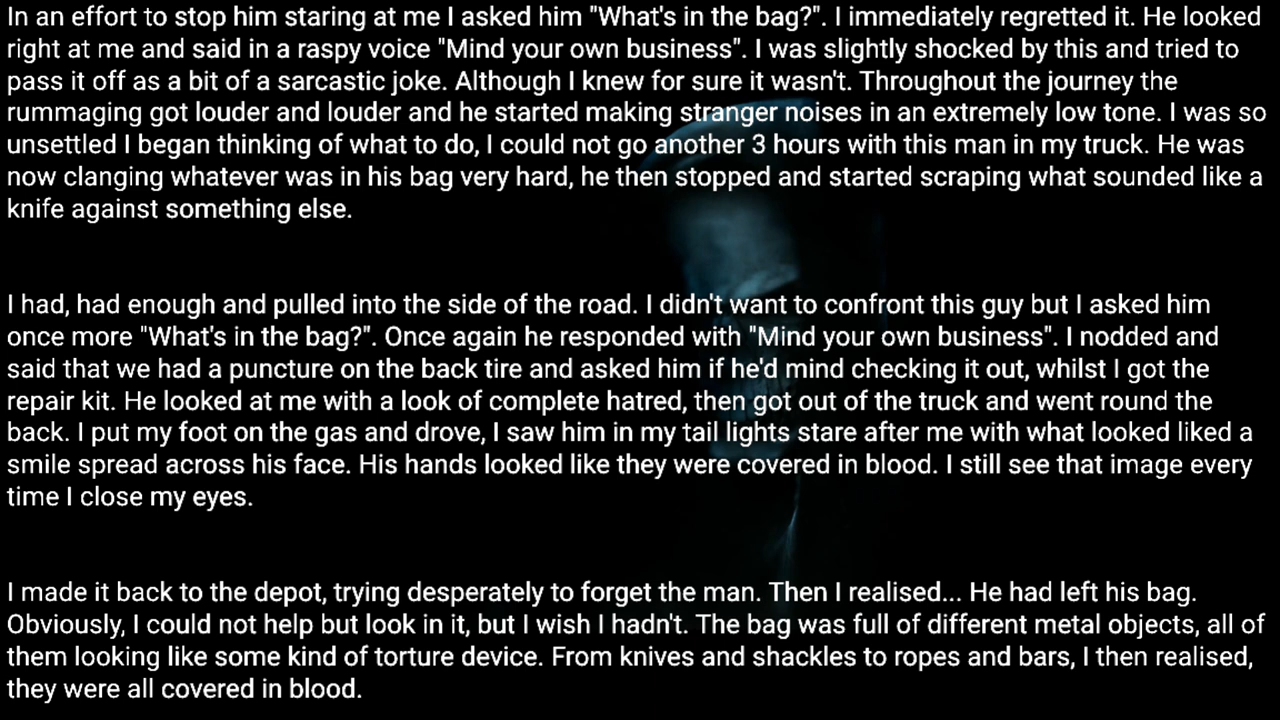 In an effort to stop him staring at me I asked him "What's in the bag?". I immediately regretted it. He looked
right at me and said in a raspy voice "Mind your own business". I was slightly shocked by this and tried to
pass it off as a bit of a sarcastic joke. Although I knew for sure it wasn't. Throughout the journey the
rummaging got louder and louder and he started making stranger noises in an extremely low tone. I was so
unsettled I began thinking of what to do, I could not go another 3 hours with this man in my truck. He was
now clanging whatever was in his bag very hard, he then stopped and started scraping what sounded like a
knife against something else.
I had, had enough and pulled into the side of the road. I didn't want to confront this guy but I asked him
once more "What's in the bag?". Once again he responded with "Mind your own business". I nodded and
said that we had a puncture on the back tire and asked him if he'd mind checking it out, whilst I got the
repair kit. He looked at me with a look of complete hatred, then got out of the truck and went round the
back. I put my foot on the gas and drove, I saw him in my tail lights stare after me with what looked liked a
smile spread across his face. His hands looked like they were covered in blood. I still see that image every
time I close my eyes.
I made it back to the depot, trying desperately to forget the man. Then I realised... He had left his bag.
Obviously, I could not help but look in it, but I wish I hadn't. The bag was full of different metal objects, all of
them looking like some kind of torture device. From knives and shackles to ropes and bars, I then realised,
they were all covered in blood.